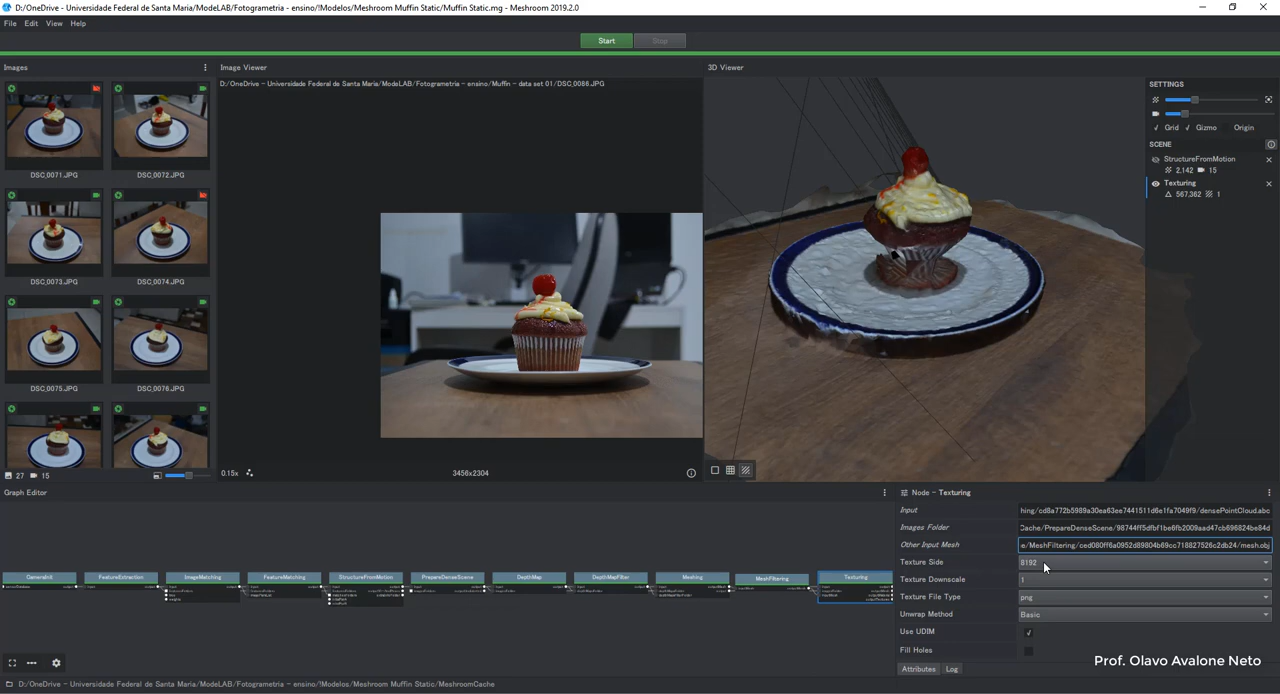 D:/OneDrive - Universidade Federal de Santa Maria/ModeLAB/Fotogrametria - ensino/!Modelos/Meshroom Muffin Static/Muffin Static.mg - Meshroom 2019.2.0
File Edit View Help
Start Stop
Images
Image Viewer
3D Viewer
D:/OneDrive - Universidade Federal de Santa Maria/ModeLAB/Fotogrametria - ensino/Muffin - data set 01/DSC_0086.JPG
SETTINGS
Grid Gizmo Origin
SCENE
StructureFromMotion
2,142 15
Texturing
567,362 1
DSC_0071.JPG DSC_0072.JPG
DSC_0073.JPG DSC_0074.JPG
DSC_0075.JPG DSC_0076.JPG
27 15
0.15x
3456x2304
Graph Editor
Node - Texturing
Input hing/cd8a772b5989a30ea63ee7441511d6e1fa7049f9/densePointCloud.abc
Images Folder Cache/PrepareDenseScene/98744ff5dfbf1be6fb2009aad47cb696824be84d
Other Input Mesh e/MeshFiltering/ced080ff6a0952d89804b69cc718827526c2db24/mesh.obj
Texture Side 8192
Texture Downscale 1
Texture File Type png
Unwrap Method Basic
Use UDIM
Fill Holes
Attributes Log
CameraInit FeatureExtraction ImageMatching FeatureMatching StructureFromMotion PrepareDenseScene DepthMap DepthMapFilter Meshing MeshFiltering Texturing
Prof. Olavo Avalone Neto
D:/OneDrive - Universidade Federal de Santa Maria/ModeLAB/Fotogrametria - ensino/!Modelos/Meshroom Muffin Static/MeshroomCache